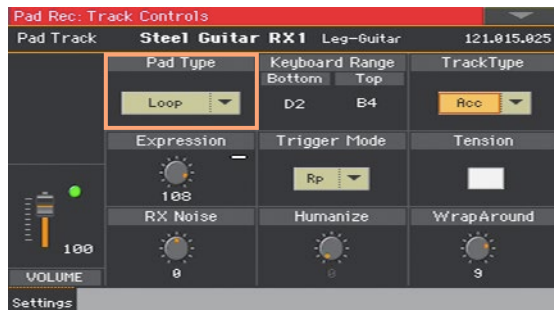 Pad Rec: Track Controls
Pad Track Steel Guitar RX1 Leg-Guitar 121.015.025
Pad Type Keyboard Range TrackType
Bottom Top
Loop D2 B4 Acc
Expression Trigger Mode Tension
Rp
108
RX Noise Humanize WrapAround
100
VOLUME 0 0 9
Settings